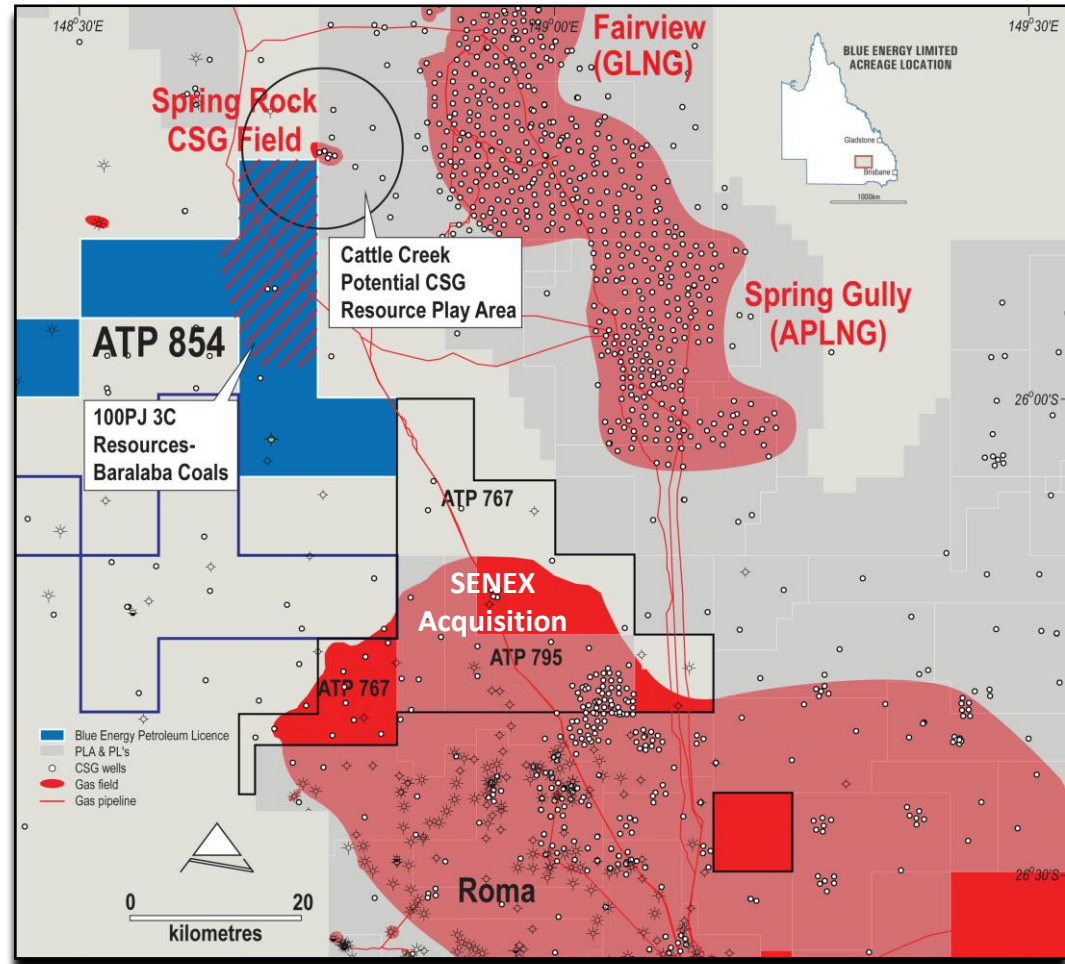 148°30'E
149°00'E
149°30'E
Fairview
(GLNG)
BLUE ENERGY LIMITED
ACREAGE LOCATION
Gladstone
Brisbane
1000km
Spring Rock
CSG Field
Cattle Creek
Potential CSG
Resource Play Area
Spring Gully
(APLNG)
ATP 854
26°00'S
100PJ 3C
Resources-
Baralaba Coals
ATP 767
SENEX
Acquisition
ATP 795
ATP 767
Blue Energy Petroleum Licence
PLA & PL's
CSG wells
Gas field
Gas pipeline
26°30'S
Roma
0 20
kilometres